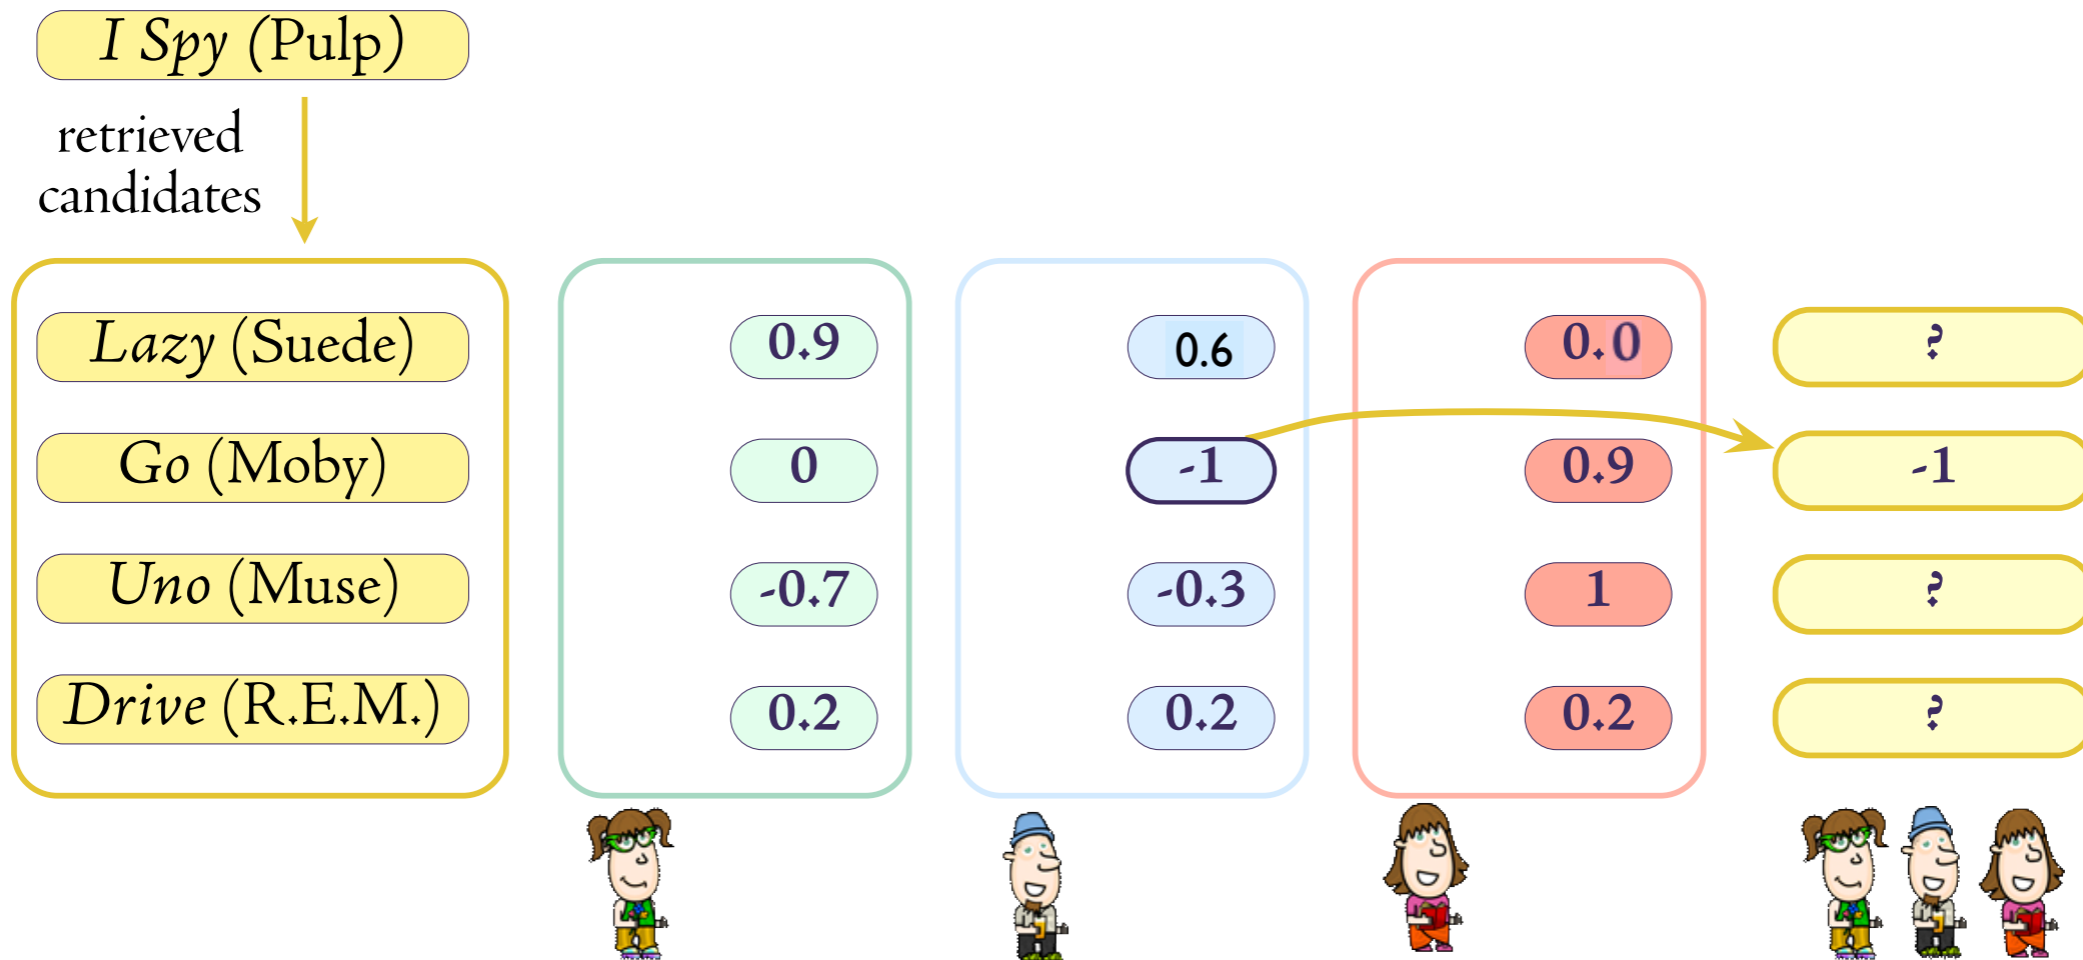 I Spy (Pulp)
retrieved
candidates
Lazy (Suede) 0.9 0.6 0.0 ?
Go (Moby) 0 -1 0.9 -1
Uno (Muse) -0.7 -0.3 1 ?
Drive (R.E.M.) 0.2 0.2 0.2 ?